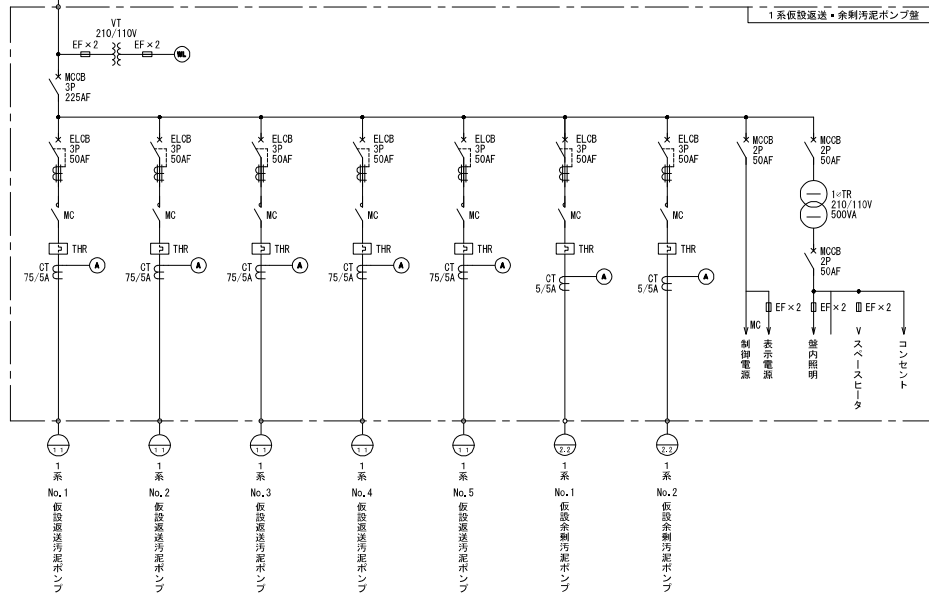 1系仮設返送・余剰汚泥ポンプ盤
VT
210/110V
EF×2
EF×2
WL
MCCB
3P
225AF
ELCB
3P
50AF
ELCB
3P
50AF
ELCB
3P
50AF
ELCB
3P
50AF
ELCB
3P
50AF
ELCB
3P
50AF
ELCB
3P
50AF
MCCB
2P
50AF
MCCB
2P
50AF
1φTR
210/110V
500VA
MC
MC
MC
MC
MC
MC
MC
THR
THR
THR
THR
THR
THR
THR
MCCB
2P
50AF
CT
75/5A
A
CT
75/5A
A
CT
75/5A
A
CT
75/5A
A
CT
75/5A
A
CT
5/5A
A
CT
5/5A
A
EF×2
EF×2
EF×2
MC
制御電源
表示電源
盤内照明
スペースヒータ
コンセント
11
11
11
11
11
2.2
2.2
1系
No.1
仮設返送汚泥ポンプ
1系
No.2
仮設返送汚泥ポンプ
1系
No.3
仮設返送汚泥ポンプ
1系
No.4
仮設返送汚泥ポンプ
1系
No.5
仮設返送汚泥ポンプ
1系
No.1
仮設余剰汚泥ポンプ
1系
No.2
仮設余剰汚泥ポンプ